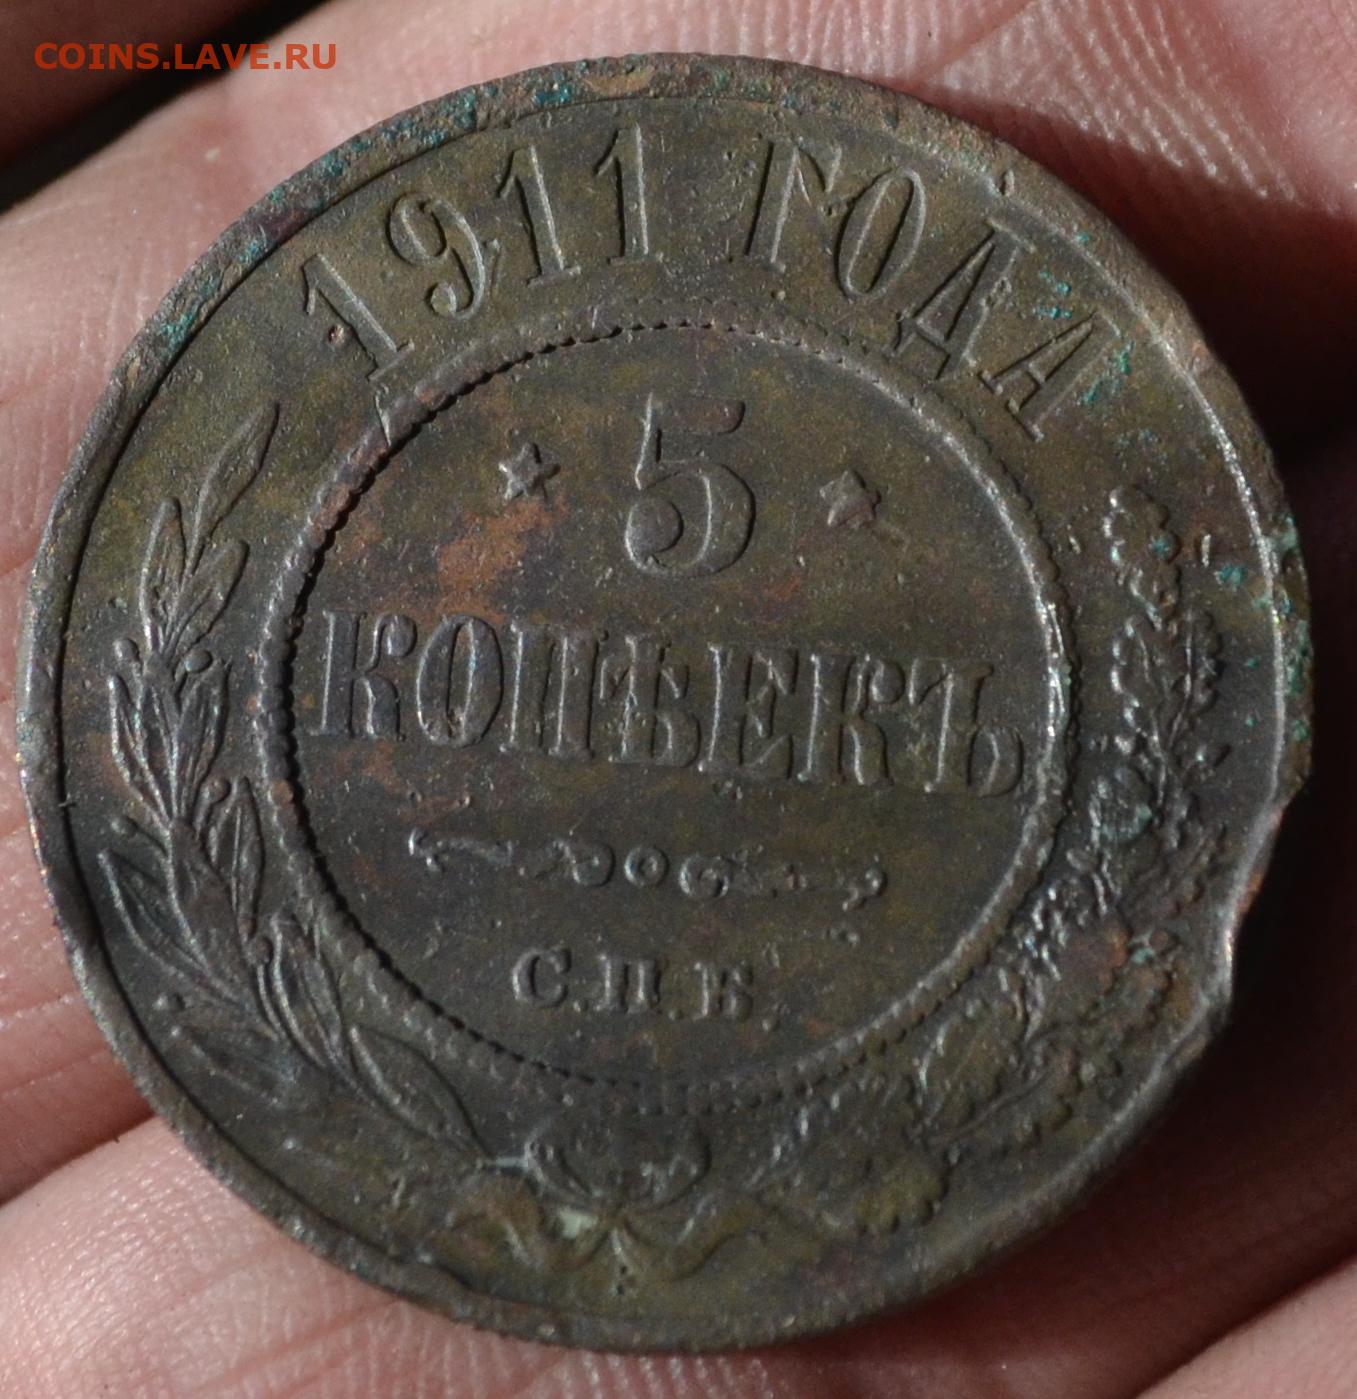 COINS.LAVE.RU
1911 ГОДА
5
КОПѢЕКЪ
С.П.Б.